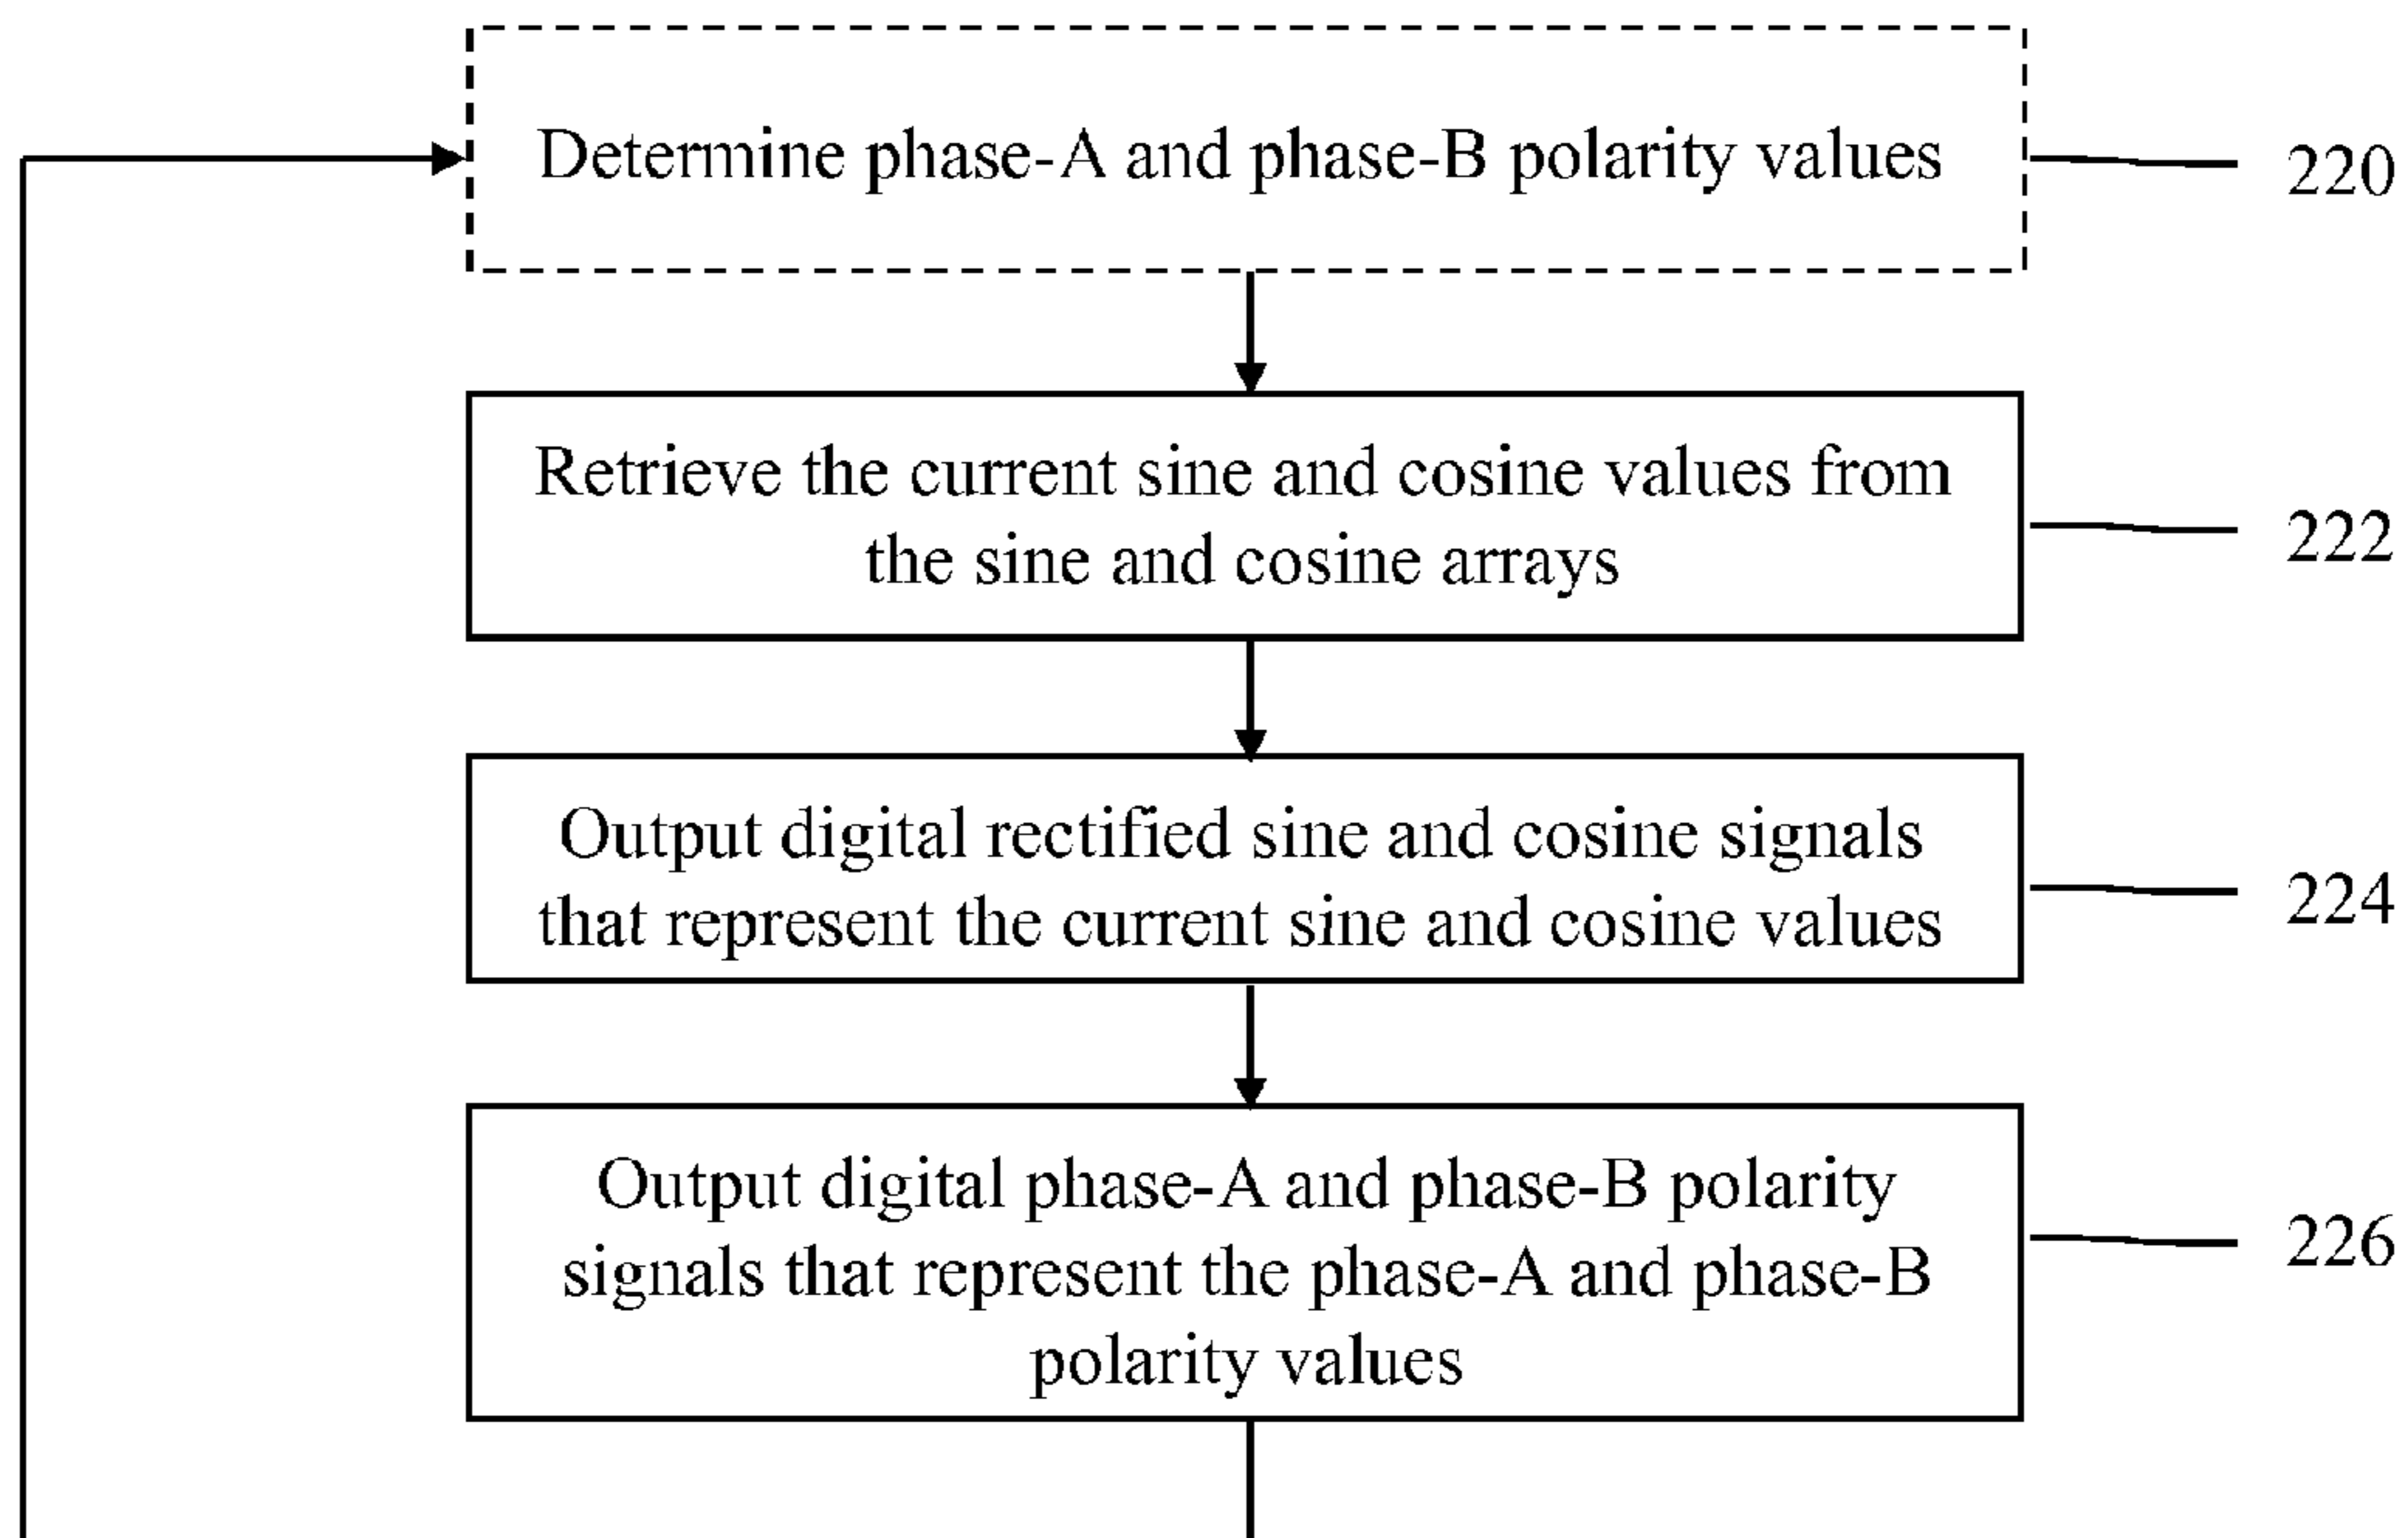 Determine phase-A and phase-B polarity values
220
Retrieve the current sine and cosine values from
the sine and cosine arrays
222
Output digital rectified sine and cosine signals
that represent the current sine and cosine values
224
Output digital phase-A and phase-B polarity
signals that represent the phase-A and phase-B
polarity values
226